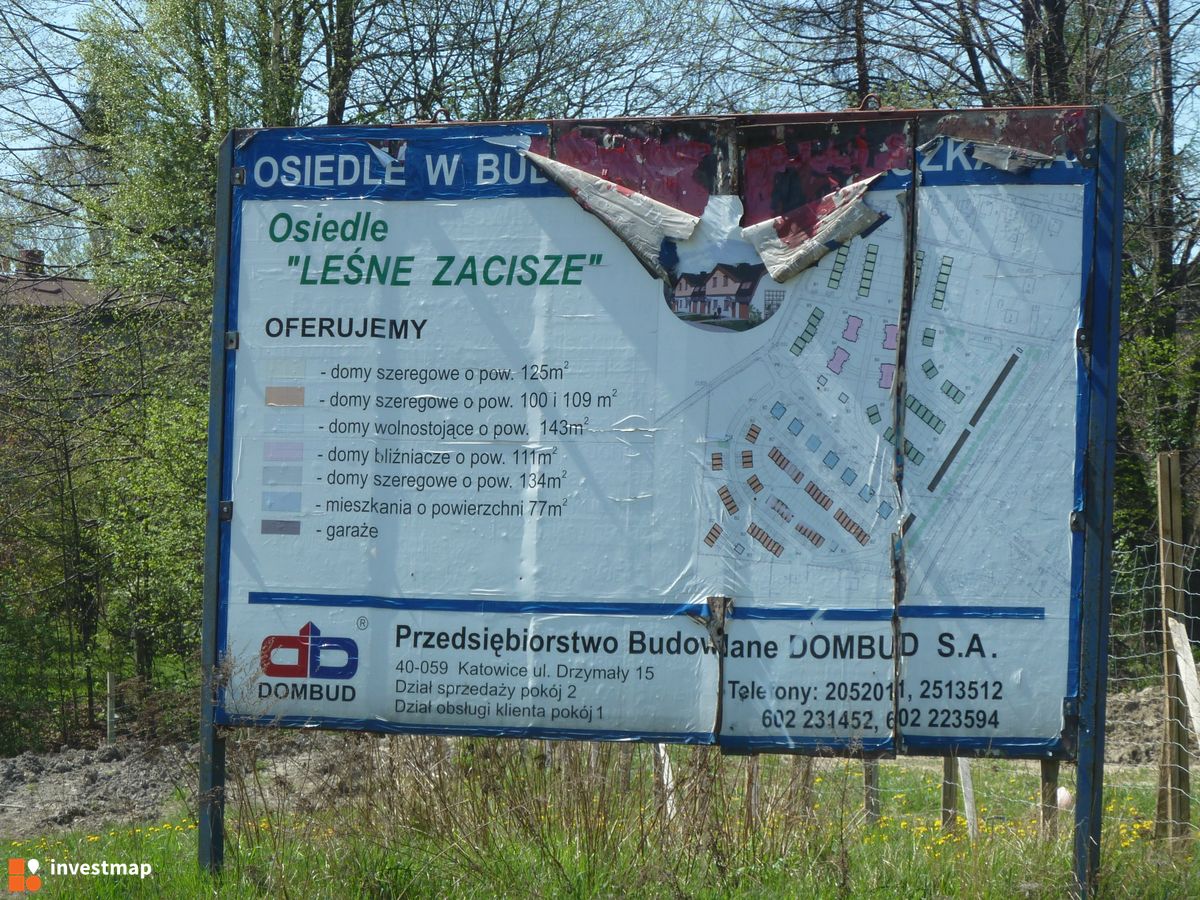 OSIEDLE W BUD SZKANIA
Osiedle
"LEŚNE ZACISZE"
OFERUJEMY
- domy szeregowe o pow. 125m²
- domy szeregowe o pow. 100 i 109 m²
- domy wolnostojące o pow. 143m²
- domy bliźniacze o pow. 111m²
- domy szeregowe o pow. 134m²
- mieszkania o powierzchni 77m²
- garaże
db ®
DOMBUD
Przedsiębiorstwo Budowlane DOMBUD S.A.
40-059 Katowice ul. Drzymały 15
Dział sprzedaży pokój 2
Dział obsługi klienta pokój 1
Telefony: 2052011, 2513512
602 231452, 602 223594
investmap